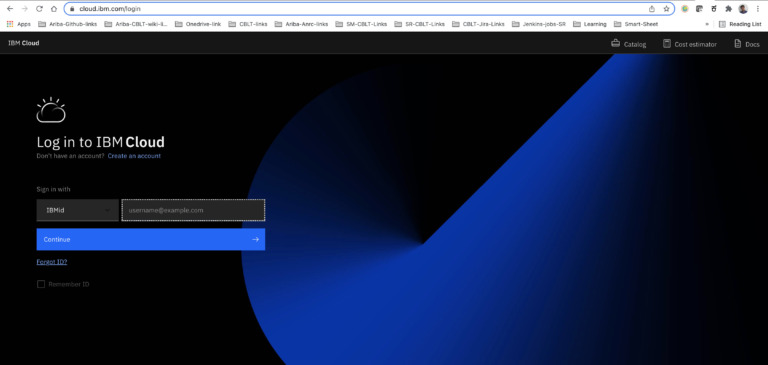 cloud.ibm.com/login
Apps Ariba-Github-links Ariba-CBLT-wiki-li... Onedrive-link CBLT-links Ariba-Anrc-links SM-CBLT-Links SR-CBLT-Links CBLT-Jira-Links Jenkins-jobs-SR Learning Smart-Sheet » Reading List
IBM Cloud Catalog Cost estimator Docs
Log in to IBM Cloud
Don't have an account? Create an account
Sign in with
IBMid username@example.com
Continue
Forgot ID?
Remember ID